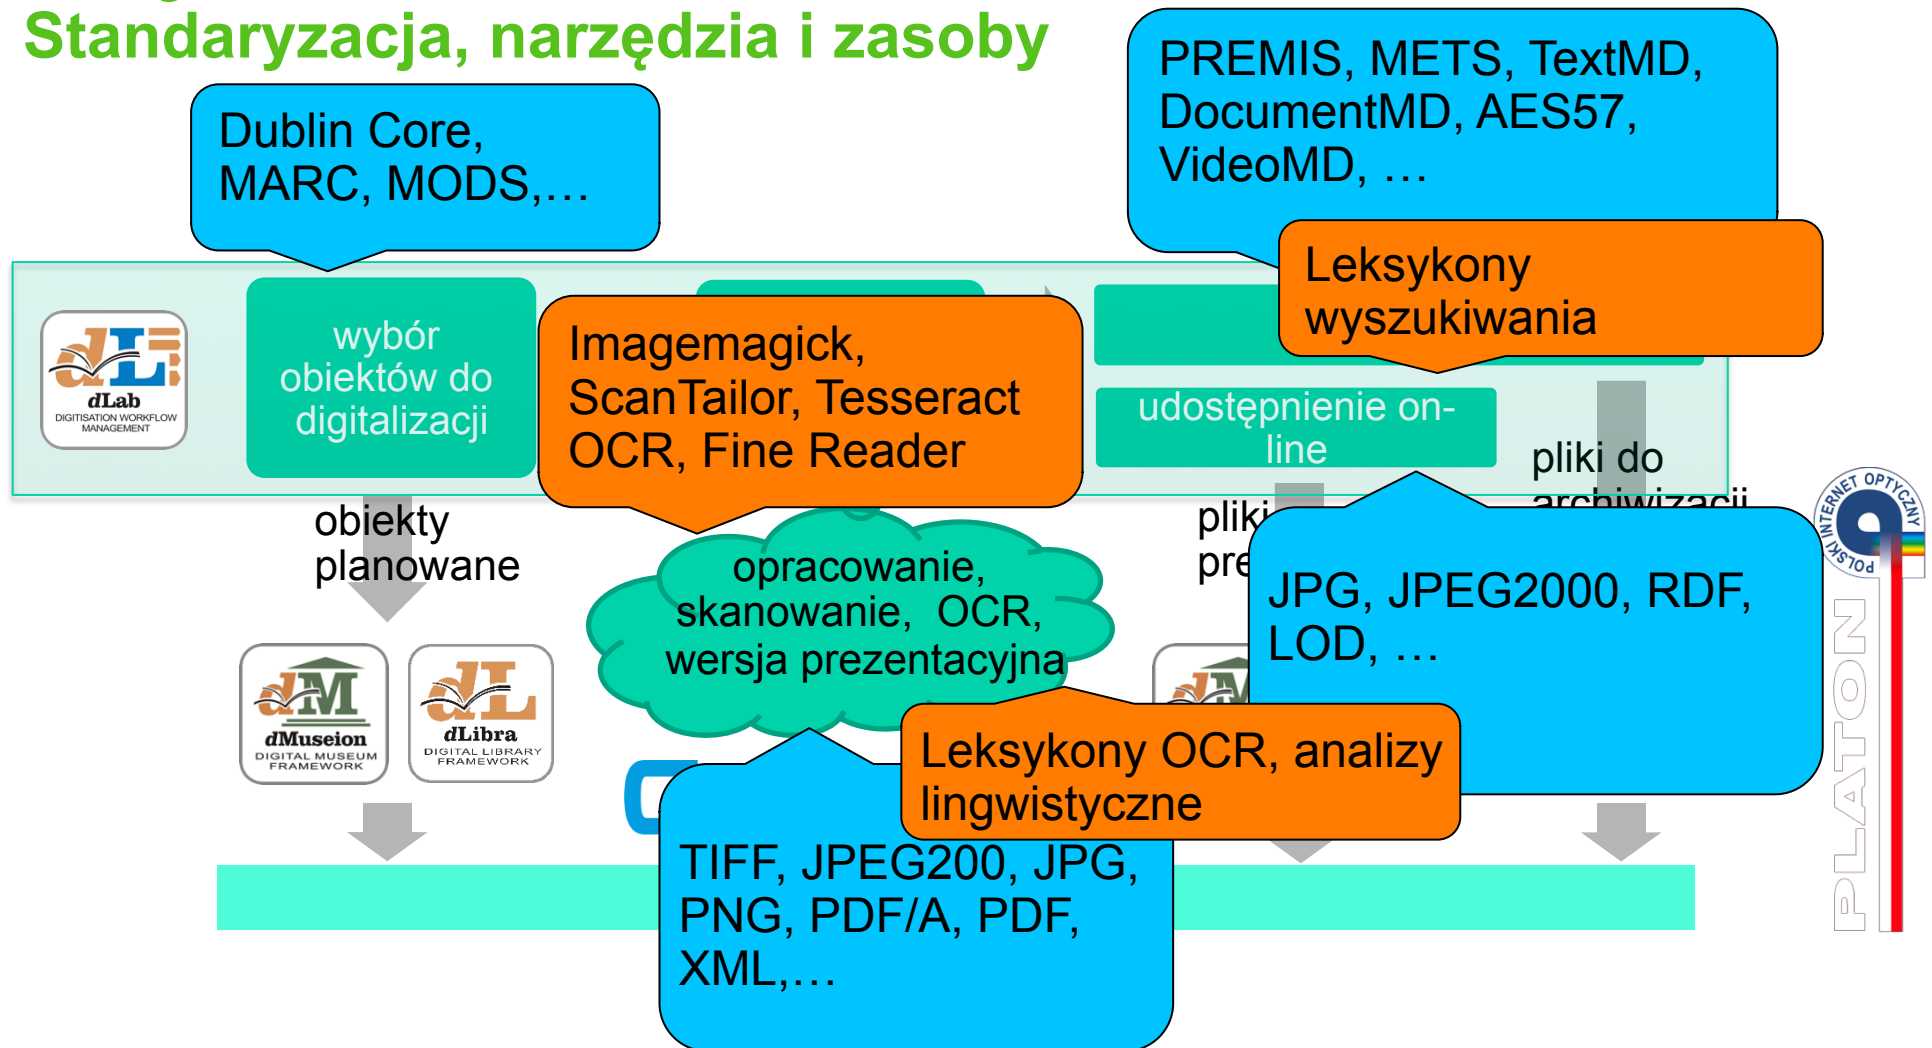 Standaryzacja, narzędzia i zasoby
Dublin Core,
MARC, MODS,…
PREMIS, METS, TextMD,
DocumentMD, AES57,
VideoMD, …
Leksykony
wyszukiwania
dLab
DIGITISATION WORKFLOW
MANAGEMENT
wybór
obiektów do
digitalizacji
Imagemagick,
ScanTailor, Tesseract
OCR, Fine Reader
udostępnienie on-
line
pliki do
archiwizacji
obiekty
planowane
opracowanie,
skanowanie, OCR,
wersja prezentacyjna
pliki
JPG, JPEG2000, RDF,
LOD, …
dMuseion
DIGITAL MUSEUM
FRAMEWORK
dLibra
DIGITAL LIBRARY
FRAMEWORK
Leksykony OCR, analizy
lingwistyczne
TIFF, JPEG200, JPG,
PNG, PDF/A, PDF,
XML,…
POLSKI INTERNET OPTYCZNY
PLATON